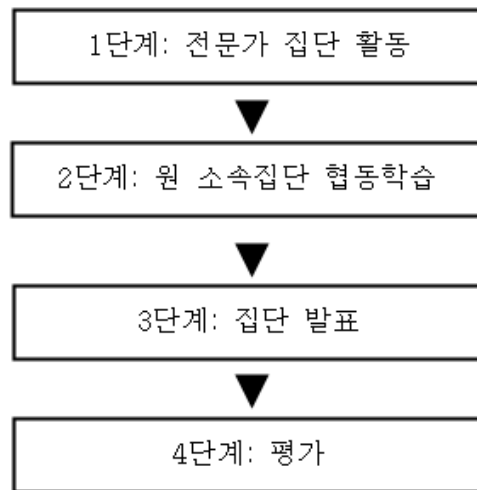 1단계: 전문가 집단 활동
2단계: 원 소속집단 협동학습
3단계: 집단 발표
4단계: 평가